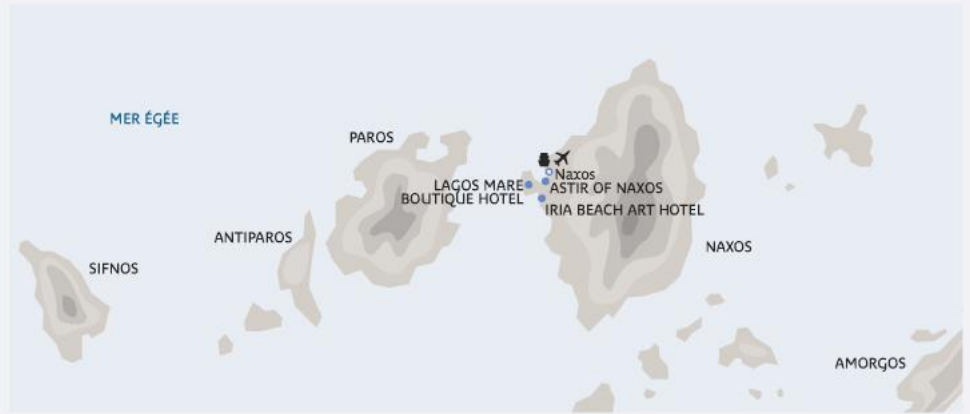 MER ÉGÉE
PAROS
Naxos
LAGOS MARE
BOUTIQUE HOTEL
ASTIR OF NAXOS
IRIA BEACH ART HOTEL
ANTIPAROS
NAXOS
SIFNOS
AMORGOS